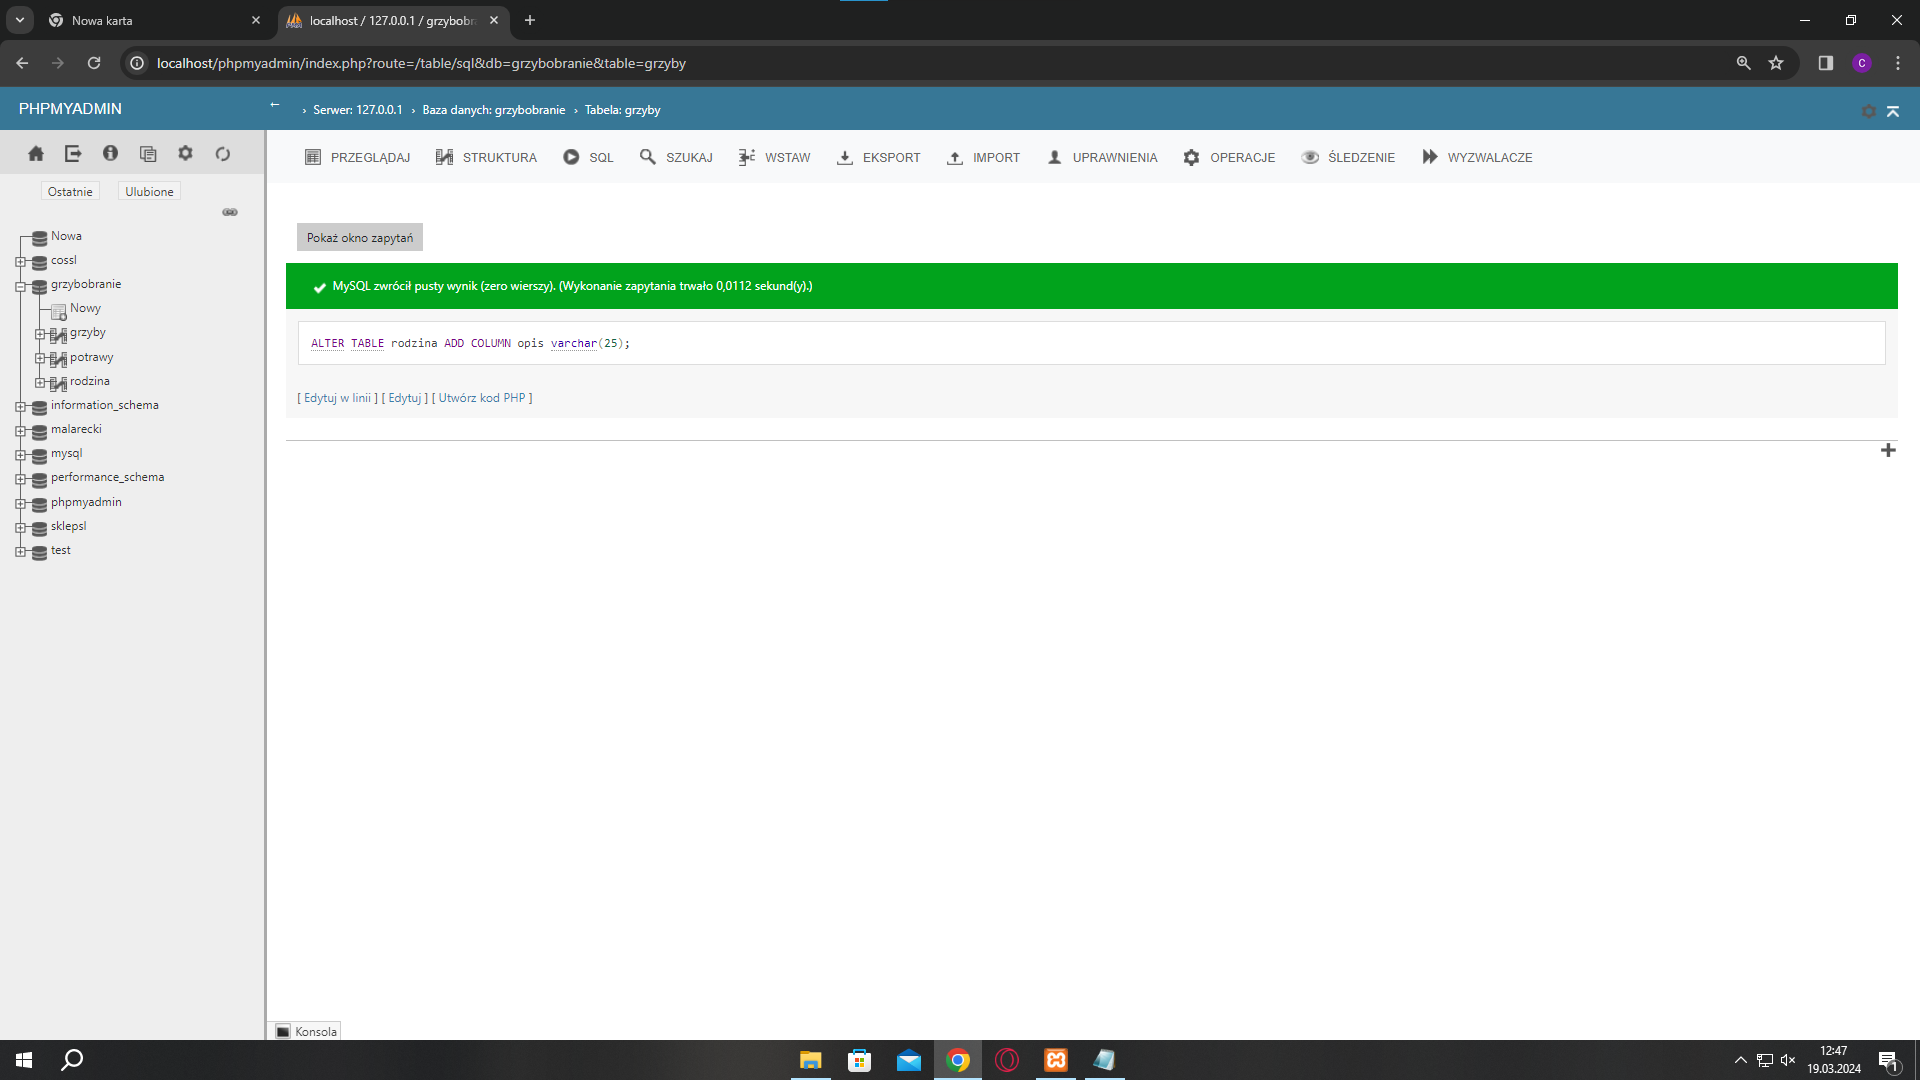 Nowa karta
localhost / 127.0.0.1 / grzybobra
localhost/phpmyadmin/index.php?route=/table/sql&db=grzybobranie&table=grzyby
C
PHPMYADMIN
← › Serwer: 127.0.0.1 › Baza danych: grzybobranie › Tabela: grzyby
PRZEGLĄDAJ STRUKTURA SQL SZUKAJ WSTAW EKSPORT IMPORT UPRAWNIENIA OPERACJE ŚLEDZENIE WYZWALACZE
Ostatnie Ulubione
Nowa
cossl
grzybobranie
Nowy
grzyby
potrawy
rodzina
information_schema
malarecki
mysql
performance_schema
phpmyadmin
sklepsl
test
Pokaż okno zapytań
MySQL zwrócił pusty wynik (zero wierszy). (Wykonanie zapytania trwało 0,0112 sekund(y).)
ALTER TABLE rodzina ADD COLUMN opis varchar(25);
[ Edytuj w linii ] [ Edytuj ] [ Utwórz kod PHP ]
Konsola
12:47
19.03.2024
1